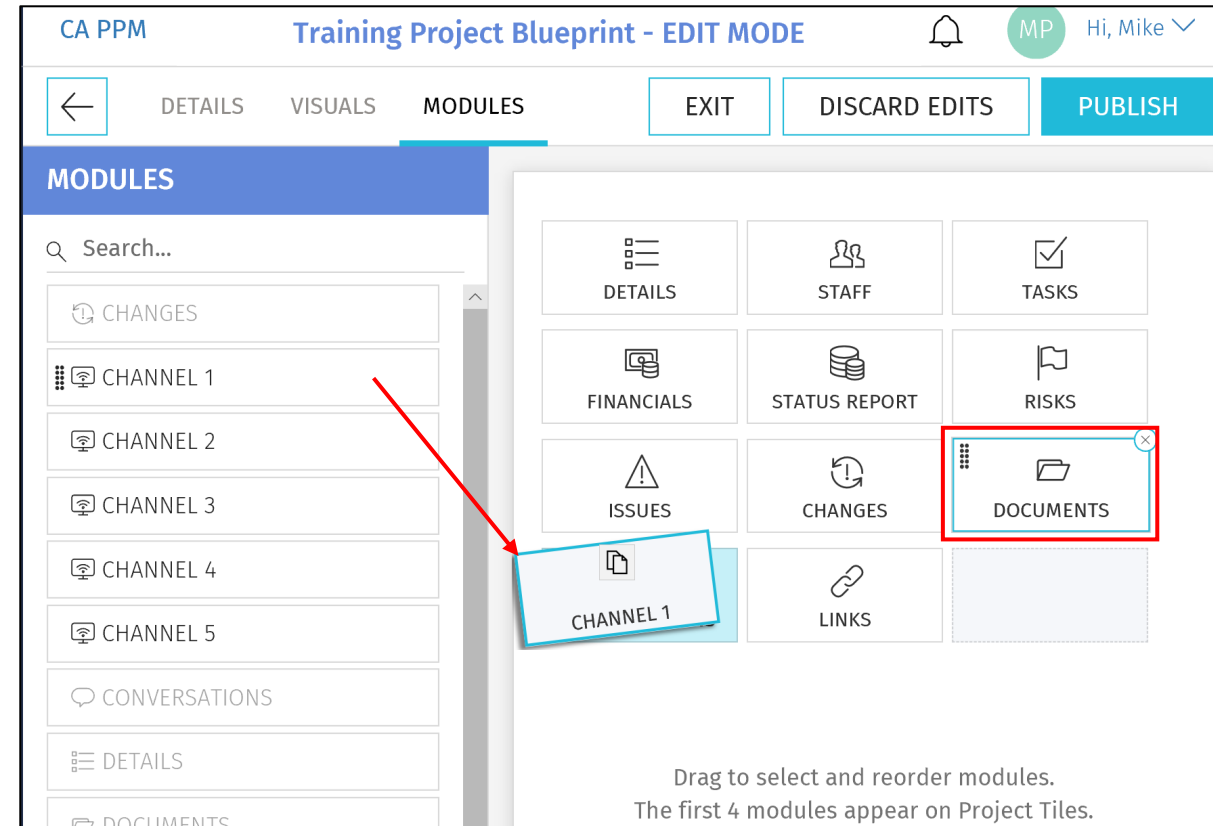 CA PPM
Training Project Blueprint - EDIT MODE
MP
Hi, Mike
DETAILS
VISUALS
MODULES
EXIT
DISCARD EDITS
PUBLISH
MODULES
Search...
CHANGES
CHANNEL 1
CHANNEL 2
CHANNEL 3
CHANNEL 4
CHANNEL 5
CONVERSATIONS
DETAILS
DOCUMENTS
DETAILS
STAFF
TASKS
FINANCIALS
STATUS REPORT
RISKS
ISSUES
CHANGES
DOCUMENTS
CHANNEL 1
LINKS
Drag to select and reorder modules.
The first 4 modules appear on Project Tiles.